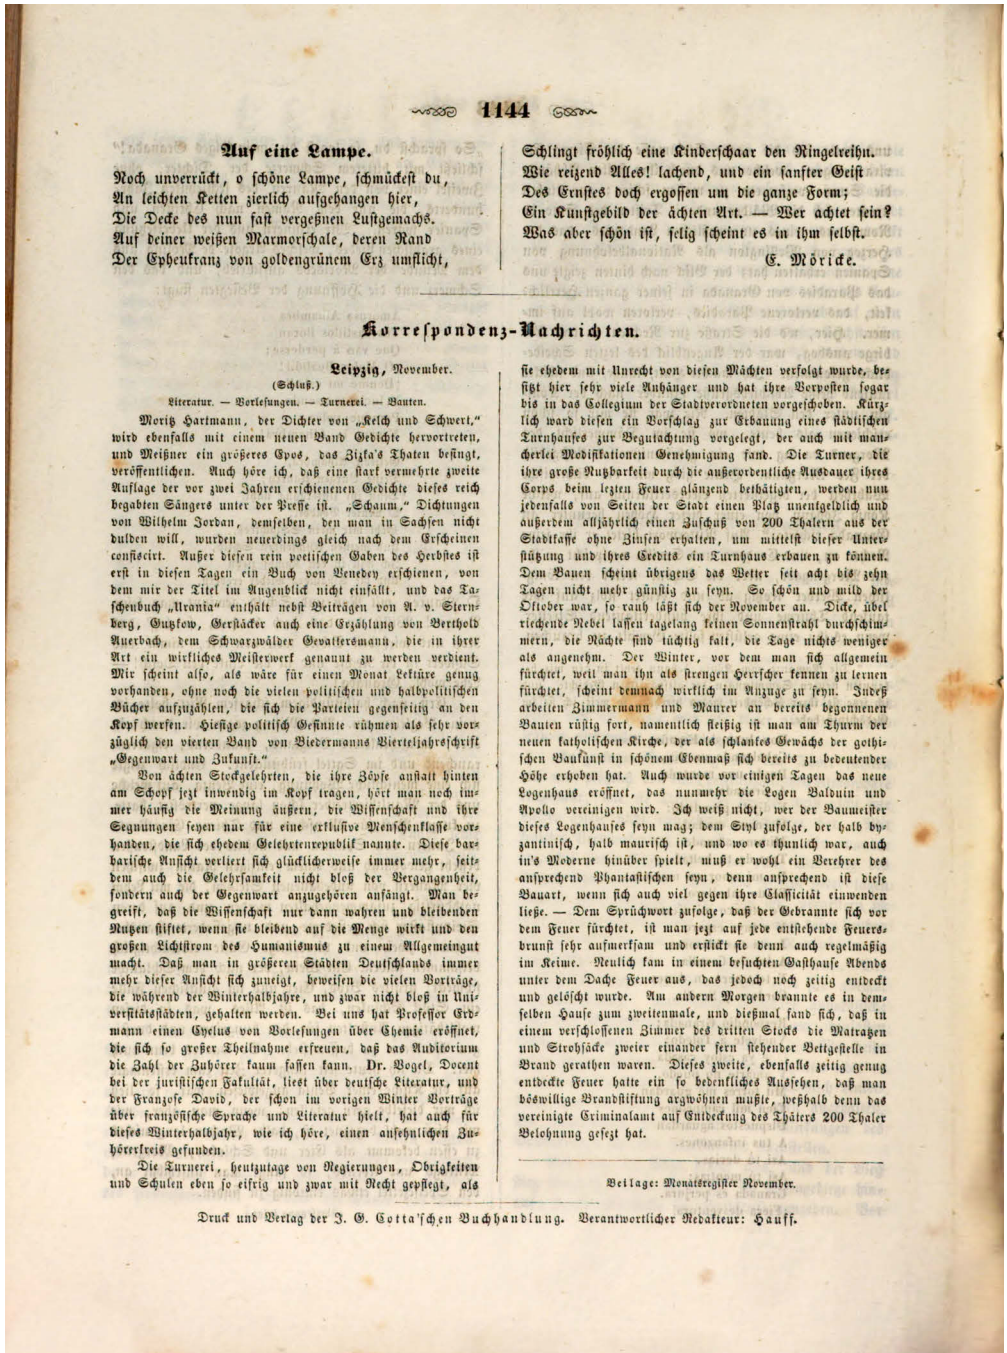 1144
Auf eine Lampe.
Noch unverrückt, o schöne Lampe, schmückest du,
An leichten Ketten zierlich aufgehangen hier,
Die Decke des nun fast vergeßnen Lustgemachs.
Auf deiner weißen Marmorschale, deren Rand
Der Epheukranz von goldengrünem Erz umflicht,
Schlingt fröhlich eine Kinderschaar den Ringelreihn.
Wie reizend Alles! lachend, und ein sanfter Geist
Des Ernstes doch ergossen um die ganze Form;
Ein Kunstgebild der ächten Art. — Wer achtet sein?
Was aber schön ist, selig scheint es in ihm selbst.
E. Möricke.
Korrespondenz-Nachrichten.
Leipzig, November.
(Schluß.)
Literatur. — Vorlesungen. — Turnerei. — Bauten.
Moritz Hartmann, der Dichter von „Kelch und Schwert,“
wird ebenfalls mit einem neuen Band Gedichte hervortreten,
und Meißner ein größeres Epos, das Zizka's Thaten besingt,
veröffentlichen. Auch höre ich, daß eine stark vermehrte zweite
Auflage der vor zwei Jahren erschienenen Gedichte dieses reich
begabten Sängers unter der Presse ist. „Schaum,“ Dichtungen
von Wilhelm Jordan, demselben, den man in Sachsen nicht
dulden will, wurden neuerdings gleich nach dem Erscheinen
confiscirt. Außer diesen rein poetischen Gaben des Herbstes ist
erst in diesen Tagen ein Buch von Venedey erschienen, von
dem mir der Titel im Augenblick nicht einfällt, und das Ta-
schenbuch „Urania“ enthält nebst Beiträgen von A. v. Stern-
berg, Gutzkow, Gerstäcker auch eine Erzählung von Berthold
Auerbach, dem Schwarzwälder Gevattersmann, die in ihrer
Art ein wirkliches Meisterwerk genannt zu werden verdient.
Mir scheint also, als wäre für einen Monat Lektüre genug
vorhanden, ohne noch die vielen politischen und halbpolitischen
Bücher aufzuzählen, die sich die Parteien gegenseitig an den
Kopf werfen. Hiesige politisch Gesinnte rühmen als sehr vor-
züglich den vierten Band von Biedermanns Vierteljahrsschrift
„Gegenwart und Zukunft.“
Von ächten Stockgelehrten, die ihre Zöpfe anstatt hinten
am Schopf jezt inwendig im Kopf tragen, hört man noch im-
mer häufig die Meinung äußern, die Wissenschaft und ihre
Segnungen seyen nur für eine exklusive Menschenklasse vor-
handen, die sich ehedem Gelehrtenrepublik nannte. Diese bar-
barische Ansicht verliert sich glücklicherweise immer mehr, seit-
dem auch die Gelehrsamkeit nicht bloß der Vergangenheit,
sondern auch der Gegenwart anzugehören anfängt. Man be-
greift, daß die Wissenschaft nur dann wahren und bleibenden
Nutzen stiftet, wenn sie bleibend auf die Menge wirkt und den
großen Lichtstrom des Humanismus zu einem Allgemeingut
macht. Daß man in größeren Städten Deutschlands immer
mehr dieser Ansicht sich zuneigt, beweisen die vielen Vorträge,
die während der Winterhalbjahre, und zwar nicht bloß in Uni-
versitätsstädten, gehalten werden. Bei uns hat Professor Erd-
mann einen Cyclus von Vorlesungen über Chemie eröffnet,
die sich so großer Theilnahme erfreuen, daß das Auditorium
die Zahl der Zuhörer kaum fassen kann. Dr. Vogel, Docent
bei der juristischen Fakultät, liest über deutsche Literatur, und
der Franzose David, der schon im vorigen Winter Vorträge
über französische Sprache und Literatur hielt, hat auch für
dieses Winterhalbjahr, wie ich höre, einen ansehnlichen Zu-
hörerkreis gefunden.
Die Turnerei, heutzutage von Regierungen, Obrigkeiten
und Schulen eben so eifrig und zwar mit Recht gepflegt, als
sie ehedem mit Unrecht von diesen Mächten verfolgt wurde, be-
sitzt hier sehr viele Anhänger und hat ihre Vorposten sogar
bis in das Collegium der Stadtverordneten vorgeschoben. Kürz-
lich ward diesen ein Vorschlag zur Erbauung eines städtischen
Turnhauses zur Begutachtung vorgelegt, der auch mit man-
cherlei Modifikationen Genehmigung fand. Die Turner, die
ihre große Nutzbarkeit durch die außerordentliche Ausdauer ihres
Corps beim lezten Feuer glänzend bethätigten, werden nun
jedenfalls von Seiten der Stadt einen Platz unentgeldlich und
außerdem alljährlich einen Zuschuß von 200 Thalern aus der
Stadtkasse ohne Zinsen erhalten, um mittelst dieser Unter-
stützung und ihres Credits ein Turnhaus erbauen zu können.
Dem Bauen scheint übrigens das Wetter seit acht bis zehn
Tagen nicht mehr günstig zu seyn. So schön und mild der
Oktober war, so rauh läßt sich der November an. Dicke, übel
riechende Nebel lassen tagelang keinen Sonnenstrahl durchschim-
mern, die Nächte sind tüchtig kalt, die Tage nichts weniger
als angenehm. Der Winter, vor dem man sich allgemein
fürchtet, weil man ihn als strengen Herrscher kennen zu lernen
fürchtet, scheint demnach wirklich im Anzuge zu seyn. Indeß
arbeiten Zimmermann und Maurer an bereits begonnenen
Bauten rüstig fort, namentlich fleißig ist man am Thurm der
neuen katholischen Kirche, der als schlankes Gewächs der gothi-
schen Baukunst in schönem Ebenmaß sich bereits zu bedeutender
Höhe erhoben hat. Auch wurde vor einigen Tagen das neue
Logenhaus eröffnet, das nunmehr die Logen Balduin und
Apollo vereinigen wird. Ich weiß nicht, wer der Baumeister
dieses Logenhauses seyn mag; dem Styl zufolge, der halb by-
zantinisch, halb maurisch ist, und wo es thunlich war, auch
in's Moderne hinüber spielt, muß er wohl ein Verehrer des
ansprechend Phantastischen seyn, denn ansprechend ist diese
Bauart, wenn sich auch viel gegen ihre Classicität einwenden
ließe. — Dem Sprüchwort zufolge, daß der Gebrannte sich vor
dem Feuer fürchtet, ist man jezt auf jede entstehende Feuers-
brunst sehr aufmerksam und erstickt sie denn auch regelmäßig
im Keime. Neulich kam in einem besuchten Gasthause Abends
unter dem Dache Feuer aus, das jedoch noch zeitig entdeckt
und gelöscht wurde. Am andern Morgen brannte es in dem-
selben Hause zum zweitenmale, und dießmal fand sich, daß in
einem verschlossenen Zimmer des dritten Stocks die Matratzen
und Strohsäcke zweier einander fern stehender Bettgestelle in
Brand gerathen waren. Dieses zweite, ebenfalls zeitig genug
entdeckte Feuer hatte ein so bedenkliches Aussehen, daß man
böswillige Brandstiftung argwöhnen mußte, weßhalb denn das
vereinigte Criminalamt auf Entdeckung des Thäters 200 Thaler
Belohnung gesezt hat.
Beilage: Monatsregister November.
Druck und Verlag der J. G. Cotta'schen Buchhandlung. Verantwortlicher Redakteur: Hauff.